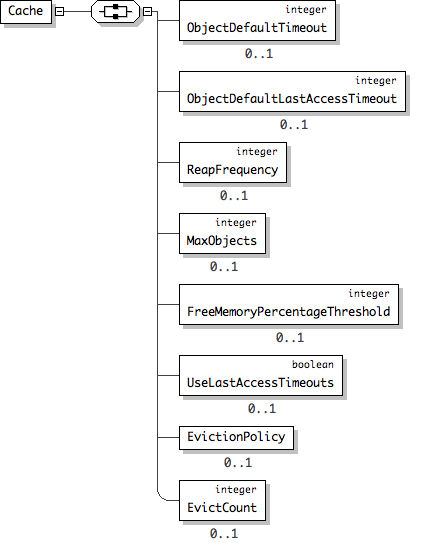 Cache
integer
ObjectDefaultTimeout
0..1
integer
ObjectDefaultLastAccessTimeout
0..1
integer
ReapFrequency
0..1
integer
MaxObjects
0..1
integer
FreeMemoryPercentageThreshold
0..1
boolean
UseLastAccessTimeouts
0..1
EvictionPolicy
0..1
integer
EvictCount
0..1